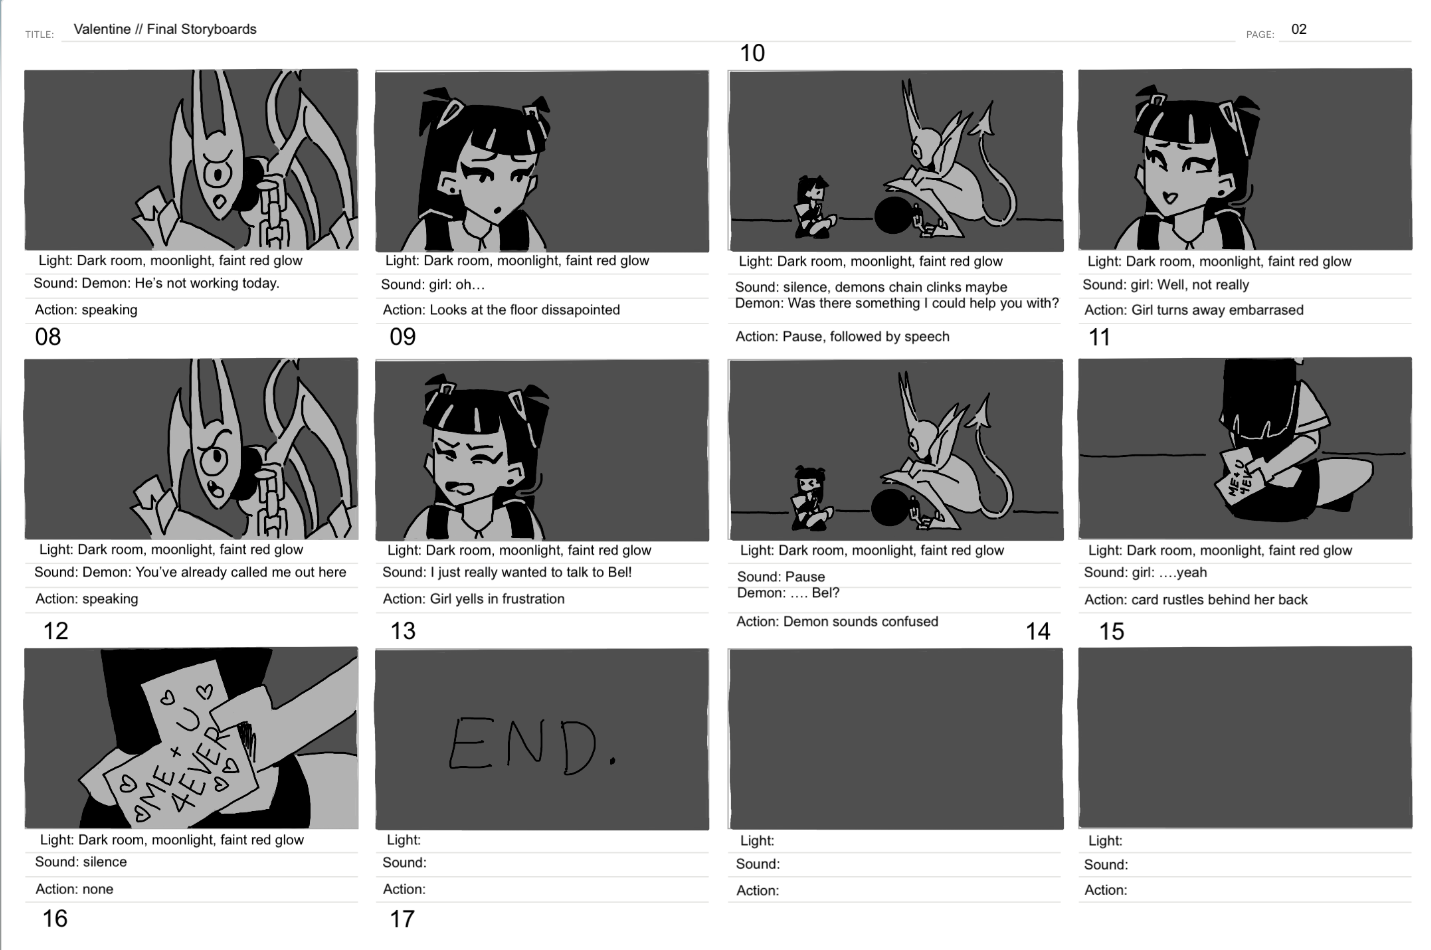 TITLE: Valentine // Final Storyboards
PAGE: 02
10
Light: Dark room, moonlight, faint red glow
Sound: Demon: He's not working today.
Action: speaking
08
Light: Dark room, moonlight, faint red glow
Sound: girl: oh...
Action: Looks at the floor dissapointed
09
Light: Dark room, moonlight, faint red glow
Sound: silence, demons chain clinks maybe
Demon: Was there something I could help you with?
Action: Pause, followed by speech
Light: Dark room, moonlight, faint red glow
Sound: girl: Well, not really
Action: Girl turns away embarrased
11
Light: Dark room, moonlight, faint red glow
Sound: Demon: You've already called me out here
Action: speaking
12
Light: Dark room, moonlight, faint red glow
Sound: I just really wanted to talk to Bel!
Action: Girl yells in frustration
13
Light: Dark room, moonlight, faint red glow
Sound: Pause
Demon: .... Bel?
Action: Demon sounds confused
14
ME + U
4EVER
Light: Dark room, moonlight, faint red glow
Sound: girl: ....yeah
Action: card rustles behind her back
15
ME + U
4EVER
Light: Dark room, moonlight, faint red glow
Sound: silence
Action: none
16
END.
Light:
Sound:
Action:
17
Light:
Sound:
Action:
Light:
Sound:
Action: